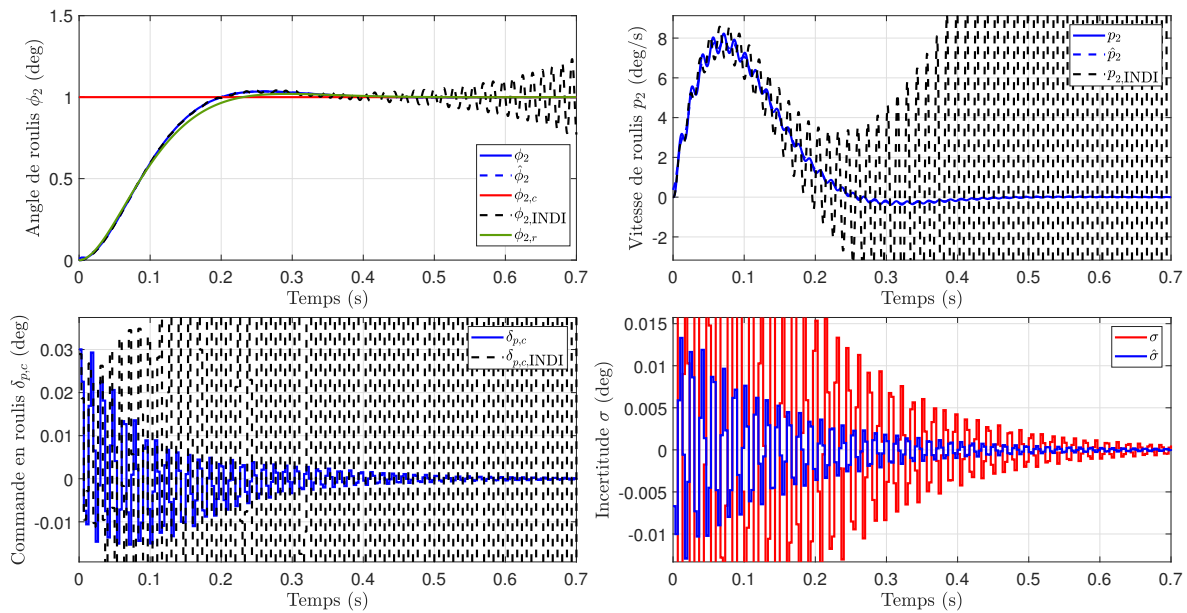 Angle de roulis ϕ₂ (deg)
1.5
1
0.5
0
0 0.1 0.2 0.3 0.4 0.5 0.6 0.7
Temps (s)
ϕ₂
ϕ̂₂
ϕ₂,c
ϕ₂,INDI
ϕ₂,r
Vitesse de roulis p₂ (deg/s)
8
6
4
2
0
-2
0 0.1 0.2 0.3 0.4 0.5 0.6 0.7
Temps (s)
p₂
p̂₂
p₂,INDI
Commande en roulis δp,c (deg)
0.03
0.02
0.01
0
-0.01
0 0.1 0.2 0.3 0.4 0.5 0.6 0.7
Temps (s)
δp,c
δp,c,INDI
Incertitude σ (deg)
0.015
0.01
0.005
0
-0.005
-0.01
0 0.1 0.2 0.3 0.4 0.5 0.6 0.7
Temps (s)
σ
σ̂